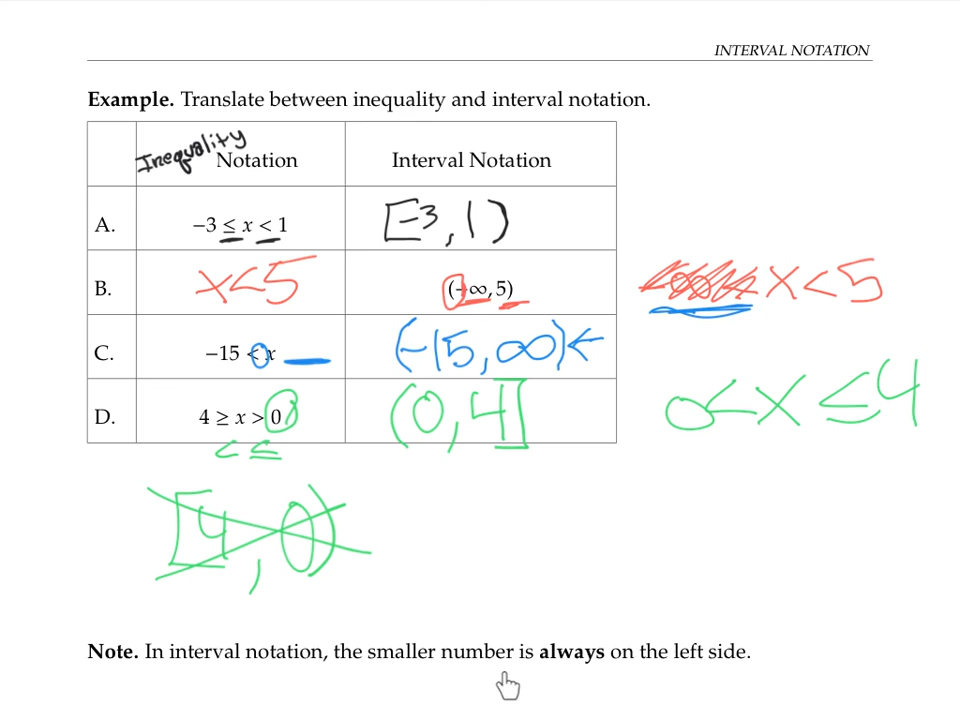 INTERVAL NOTATION
Example. Translate between inequality and interval notation.
Inequality Notation Interval Notation
A. −3 ≤ x < 1 [-3, 1)
B. x < 5 (−∞, 5) x < 5
C. −15 < x (-15, ∞) ←
D. 4 ≥ x > 0 (0, 4] 0 < x ≤ 4
< ≤
[4, 0)
Note. In interval notation, the smaller number is always on the left side.